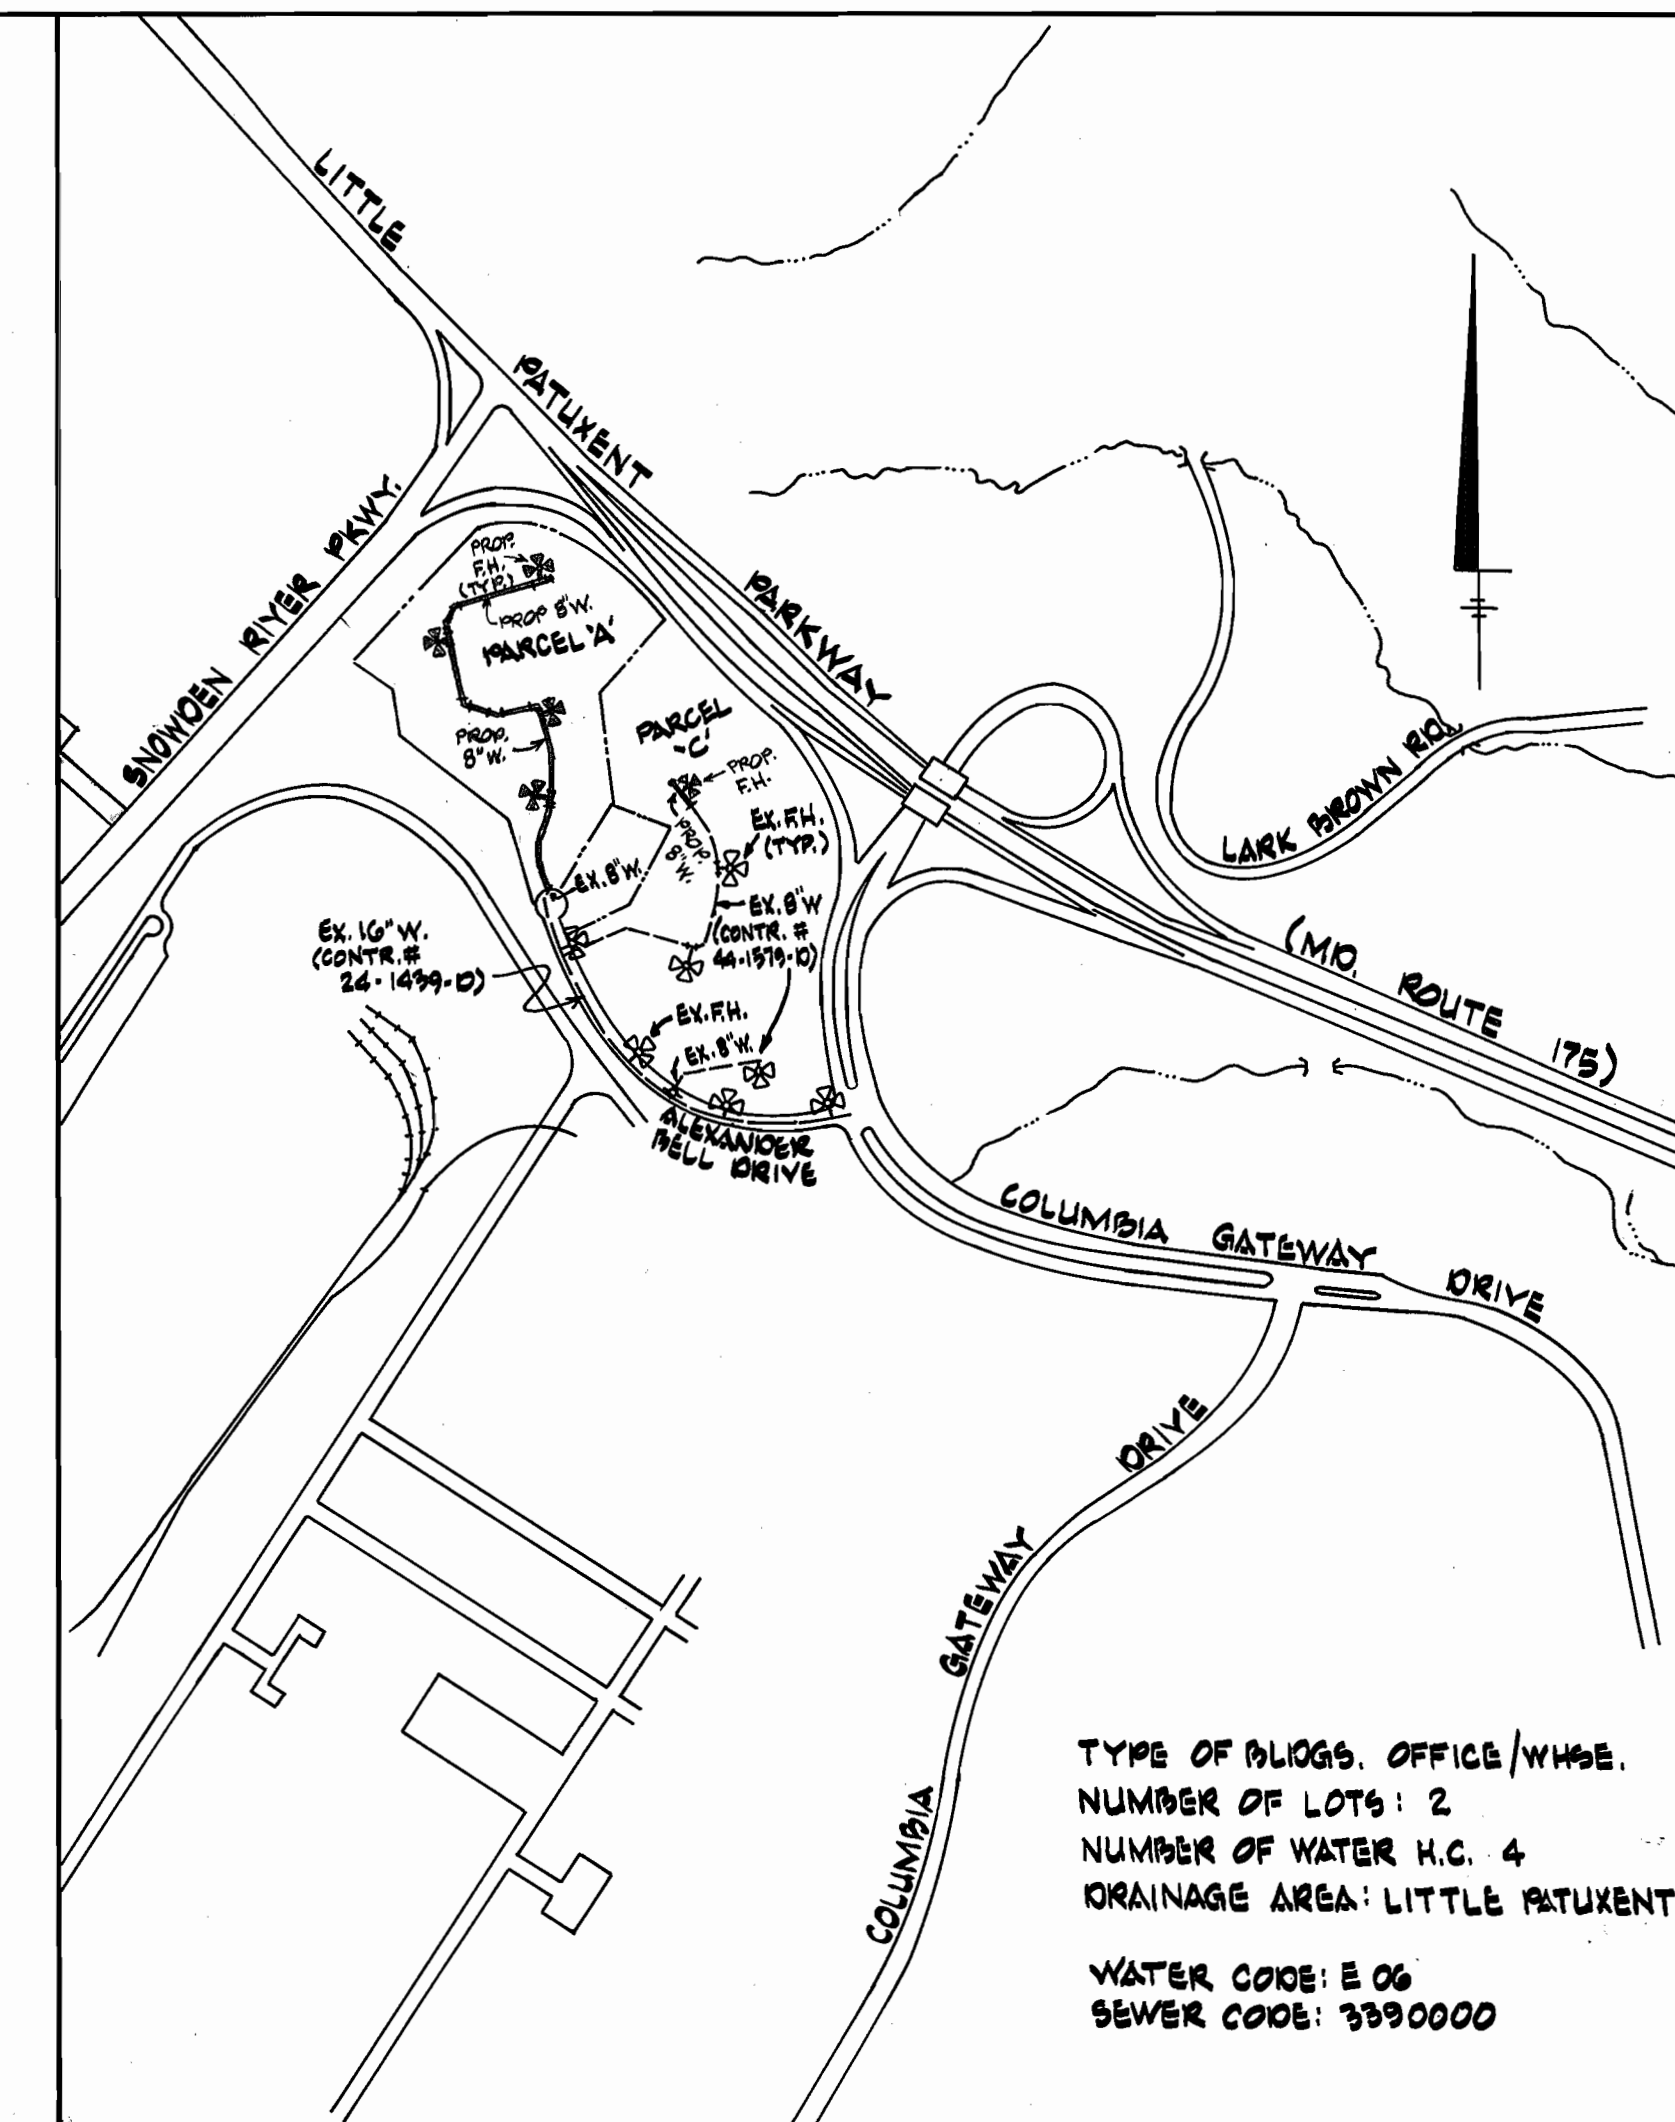 LITTLE PATUXENT PARKWAY
(MD. ROUTE 175)
SNOWDEN RIVER PKWY.
PROP.
F.H.
(TYP.)
PROP 8"W.
PARCEL 'A'
PROP.
8"W.
PARCEL
'C'
PROP.
F.H.
PROP.
8"W.
EX. F.H.
(TYP.)
EX. 8"W.
EX. 8"W
(CONTR. #
44-1579-D)
EX. 16"W.
(CONTR. #
24-1439-D)
EX. F.H.
EX. 8"W.
ALEXANDER
BELL DRIVE
LARK BROWN RD.
COLUMBIA GATEWAY DRIVE
COLUMBIA GATEWAY DRIVE
TYPE OF BLDGS. OFFICE/WHSE.
NUMBER OF LOTS: 2
NUMBER OF WATER H.C. 4
DRAINAGE AREA: LITTLE PATUXENT
WATER CODE: E 06
SEWER CODE: 3390000